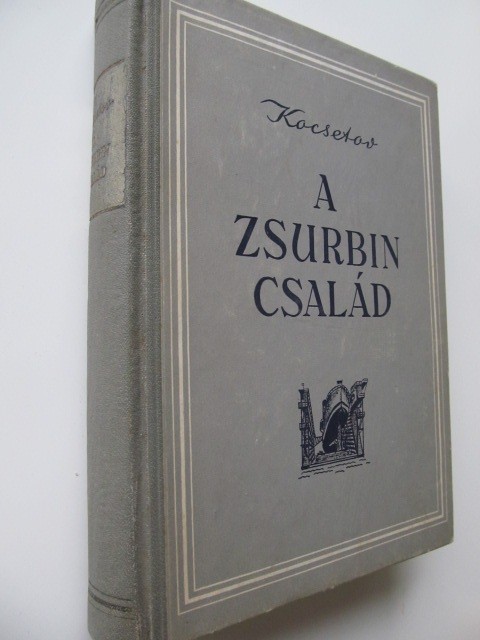 Kocsetov
A
ZSURBIN
CSALÁD